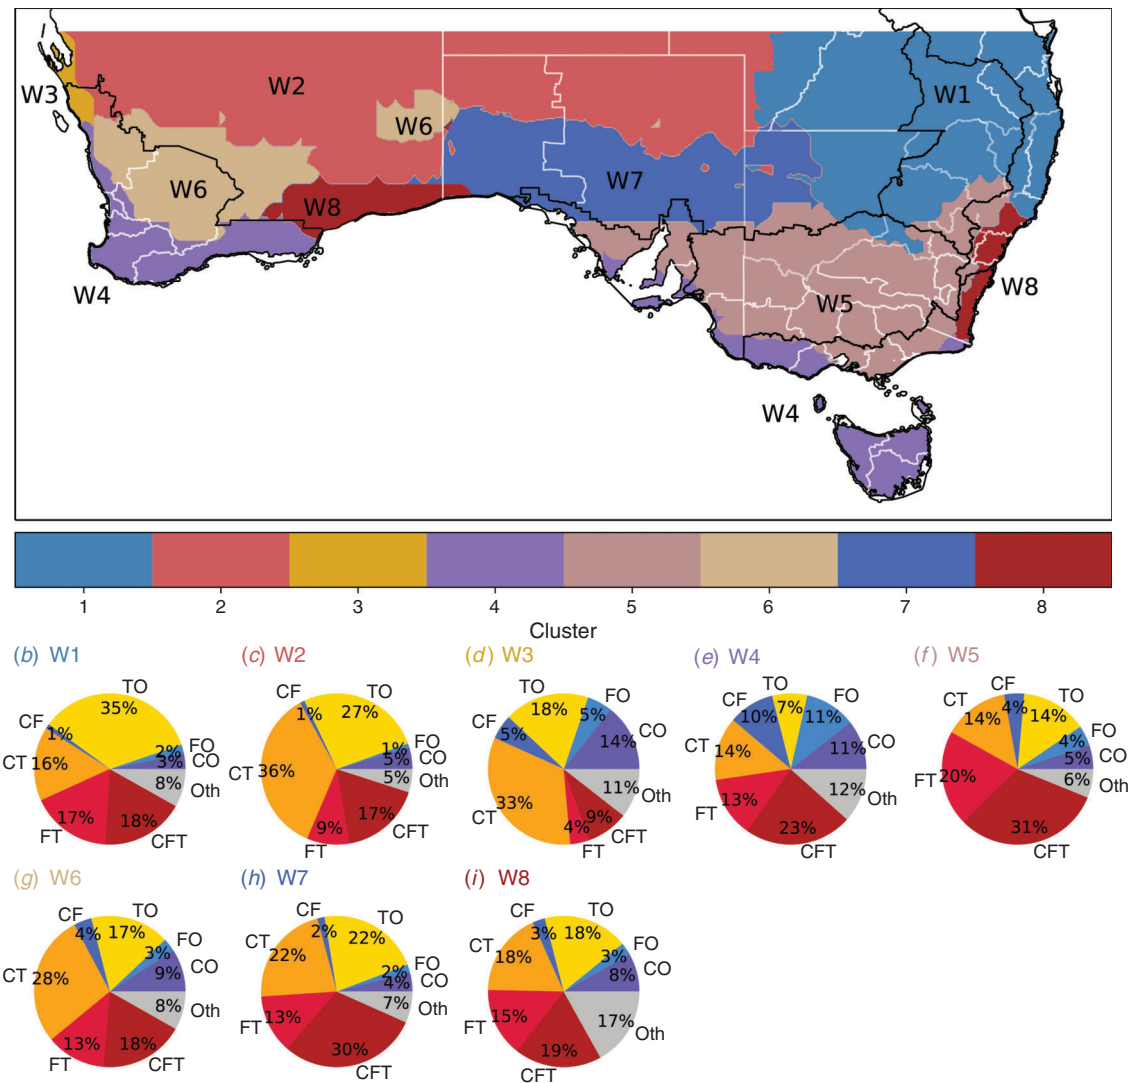 W3
W2
W1
W6
W6
W7
W8
W8
W4
W5
W4
1 2 3 4 5 6 7 8
Cluster
(b) W1
(c) W2
(d) W3
(e) W4
(f) W5
TO 35%
CF 1%
CT 16%
FT 17%
CFT 18%
Oth 8%
CO 3%
FO 2%
TO 27%
CF 1%
CT 36%
FT 9%
CFT 17%
Oth 5%
CO 5%
FO 1%
TO 18%
CF 5%
CT 33%
FT 4%
CFT 9%
Oth 11%
CO 14%
FO 5%
TO 7%
CF 10%
CT 14%
FT 13%
CFT 23%
Oth 12%
CO 11%
FO 11%
TO 14%
CF 4%
CT 14%
FT 20%
CFT 31%
Oth 6%
CO 5%
FO 4%
(g) W6
(h) W7
(i) W8
TO 17%
CF 4%
CT 28%
FT 13%
CFT 18%
Oth 8%
CO 9%
FO 3%
TO 22%
CF 2%
CT 22%
FT 13%
CFT 30%
Oth 7%
CO 4%
FO 2%
TO 18%
CF 3%
CT 18%
FT 15%
CFT 19%
Oth 17%
CO 8%
FO 3%